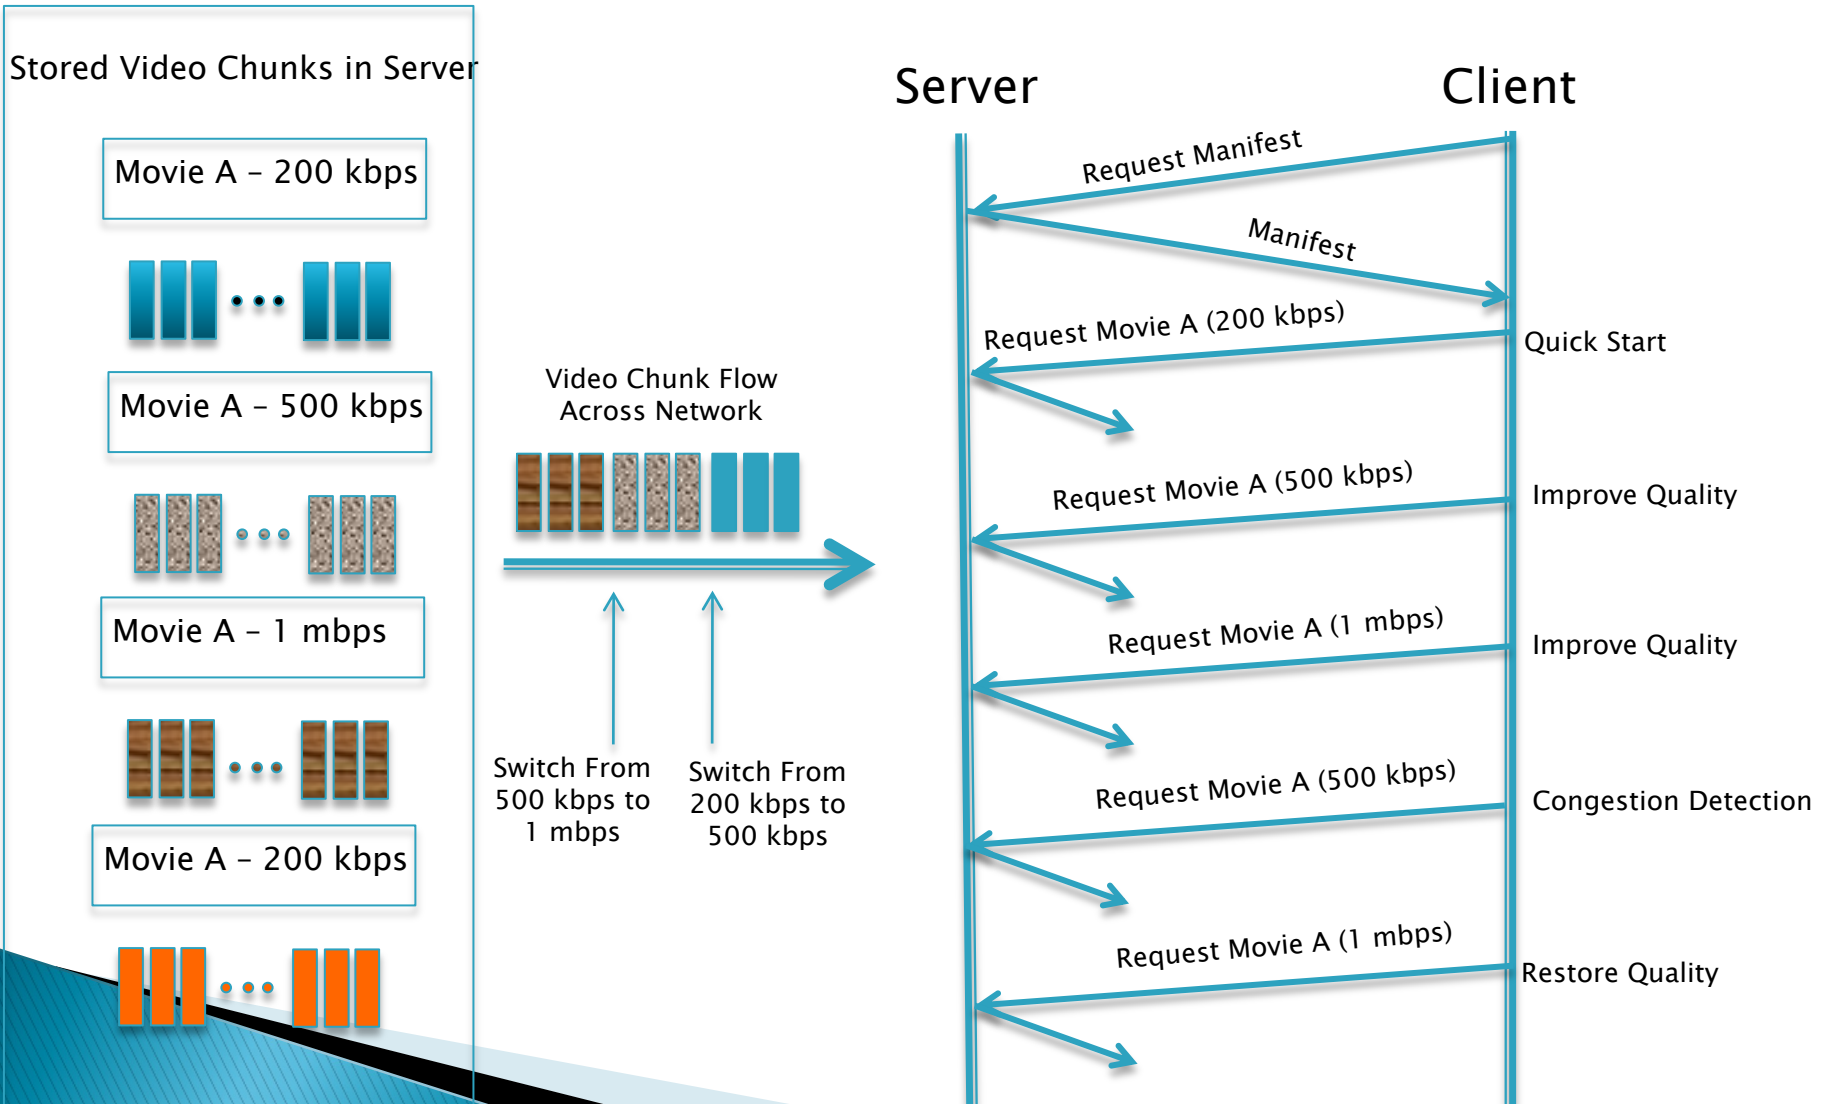 Stored Video Chunks in Server
Movie A – 200 kbps
Movie A – 500 kbps
Movie A – 1 mbps
Movie A – 200 kbps
Video Chunk Flow
Across Network
Switch From
500 kbps to
1 mbps
Switch From
200 kbps to
500 kbps
Server
Client
Request Manifest
Manifest
Request Movie A (200 kbps)
Quick Start
Request Movie A (500 kbps)
Improve Quality
Request Movie A (1 mbps)
Improve Quality
Request Movie A (500 kbps)
Congestion Detection
Request Movie A (1 mbps)
Restore Quality